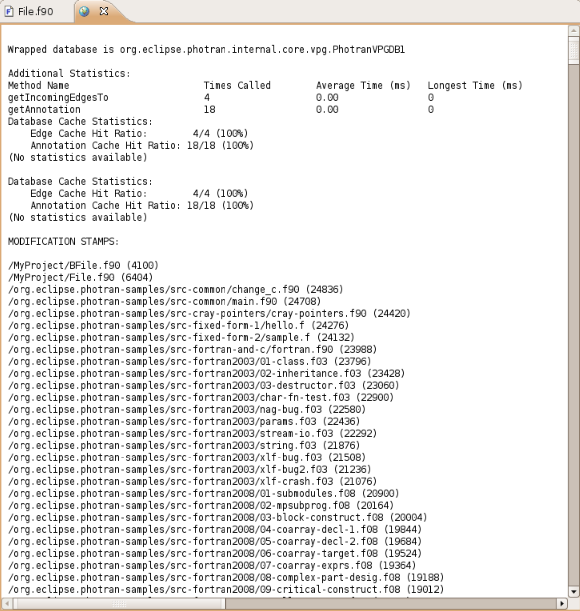 File.f90
Wrapped database is org.eclipse.photran.internal.core.vpg.PhotranVPGDB1
Additional Statistics:
Method Name Times Called Average Time (ms) Longest Time (ms)
getIncomingEdgesTo 4 0.00 0
getAnnotation 18 0.00 0
Database Cache Statistics:
Edge Cache Hit Ratio: 4/4 (100%)
Annotation Cache Hit Ratio: 18/18 (100%)
(No statistics available)
Database Cache Statistics:
Edge Cache Hit Ratio: 4/4 (100%)
Annotation Cache Hit Ratio: 18/18 (100%)
(No statistics available)
MODIFICATION STAMPS:
/MyProject/BFile.f90 (4100)
/MyProject/File.f90 (6404)
/org.eclipse.photran-samples/src-common/change_c.f90 (24836)
/org.eclipse.photran-samples/src-common/main.f90 (24708)
/org.eclipse.photran-samples/src-cray-pointers/cray-pointers.f90 (24420)
/org.eclipse.photran-samples/src-fixed-form-1/hello.f (24276)
/org.eclipse.photran-samples/src-fixed-form-2/sample.f (24132)
/org.eclipse.photran-samples/src-fortran-and-c/fortran.f90 (23988)
/org.eclipse.photran-samples/src-fortran2003/01-class.f03 (23796)
/org.eclipse.photran-samples/src-fortran2003/02-inheritance.f03 (23428)
/org.eclipse.photran-samples/src-fortran2003/03-destructor.f03 (23060)
/org.eclipse.photran-samples/src-fortran2003/char-fn-test.f03 (22900)
/org.eclipse.photran-samples/src-fortran2003/nag-bug.f03 (22580)
/org.eclipse.photran-samples/src-fortran2003/params.f03 (22436)
/org.eclipse.photran-samples/src-fortran2003/stream-io.f03 (22292)
/org.eclipse.photran-samples/src-fortran2003/string.f03 (21876)
/org.eclipse.photran-samples/src-fortran2003/xlf-bug.f03 (21508)
/org.eclipse.photran-samples/src-fortran2003/xlf-bug2.f03 (21236)
/org.eclipse.photran-samples/src-fortran2003/xlf-crash.f03 (21076)
/org.eclipse.photran-samples/src-fortran2008/01-submodules.f08 (20900)
/org.eclipse.photran-samples/src-fortran2008/02-mpsubprog.f08 (20164)
/org.eclipse.photran-samples/src-fortran2008/03-block-construct.f08 (20004)
/org.eclipse.photran-samples/src-fortran2008/04-coarray-decl-1.f08 (19844)
/org.eclipse.photran-samples/src-fortran2008/05-coarray-decl-2.f08 (19684)
/org.eclipse.photran-samples/src-fortran2008/06-coarray-target.f08 (19524)
/org.eclipse.photran-samples/src-fortran2008/07-coarray-exprs.f08 (19364)
/org.eclipse.photran-samples/src-fortran2008/08-complex-part-desig.f08 (19188)
/org.eclipse.photran-samples/src-fortran2008/09-critical-construct.f08 (19012)